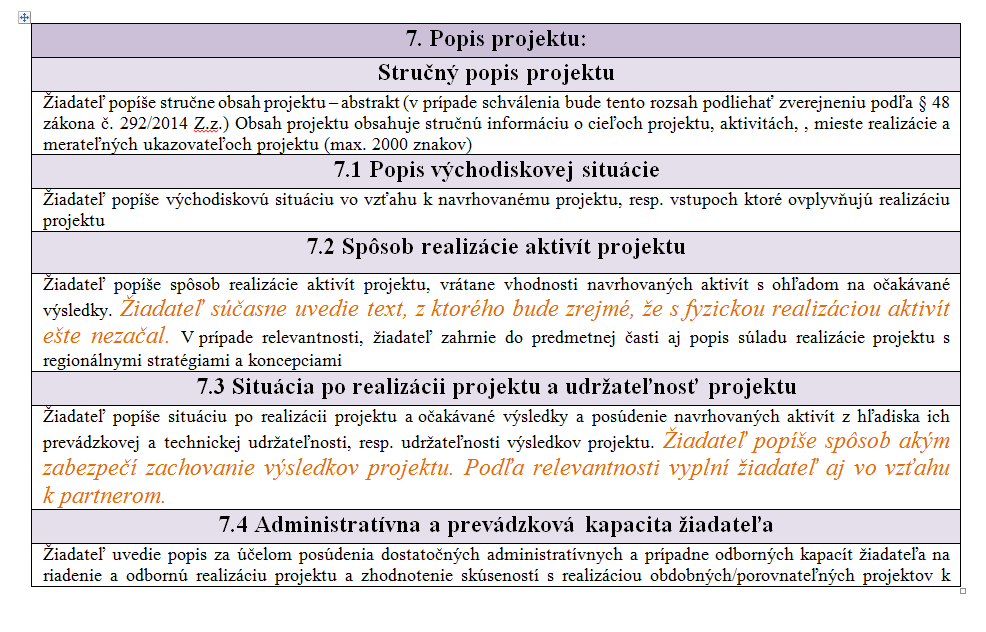 7. Popis projektu:
Stručný popis projektu
Žiadateľ popíše stručne obsah projektu – abstrakt (v prípade schválenia bude tento rozsah podliehať zverejneniu podľa § 48
zákona č. 292/2014 Z.z.) Obsah projektu obsahuje stručnú informáciu o cieľoch projektu, aktivitách, , mieste realizácie a
merateľných ukazovateľoch projektu (max. 2000 znakov)
7.1 Popis východiskovej situácie
Žiadateľ popíše východiskovú situáciu vo vzťahu k navrhovanému projektu, resp. vstupoch ktoré ovplyvňujú realizáciu
projektu
7.2 Spôsob realizácie aktivít projektu
Žiadateľ popíše spôsob realizácie aktivít projektu, vrátane vhodnosti navrhovaných aktivít s ohľadom na očakávané
výsledky. Žiadateľ súčasne uvedie text, z ktorého bude zrejmé, že s fyzickou realizáciou aktivít
ešte nezačal. V prípade relevantnosti, žiadateľ zahrnie do predmetnej časti aj popis súladu realizácie projektu s
regionálnymi stratégiami a koncepciami
7.3 Situácia po realizácii projektu a udržateľnosť projektu
Žiadateľ popíše situáciu po realizácii projektu a očakávané výsledky a posúdenie navrhovaných aktivít z hľadiska ich
prevádzkovej a technickej udržateľnosti, resp. udržateľnosti výsledkov projektu. Žiadateľ popíše spôsob akým
zabezpečí zachovanie výsledkov projektu. Podľa relevantnosti vyplní žiadateľ aj vo vzťahu
k partnerom.
7.4 Administratívna a prevádzková kapacita žiadateľa
Žiadateľ uvedie popis za účelom posúdenia dostatočných administratívnych a prípadne odborných kapacít žiadateľa na
riadenie a odbornú realizáciu projektu a zhodnotenie skúseností s realizáciou obdobných/porovnateľných projektov k